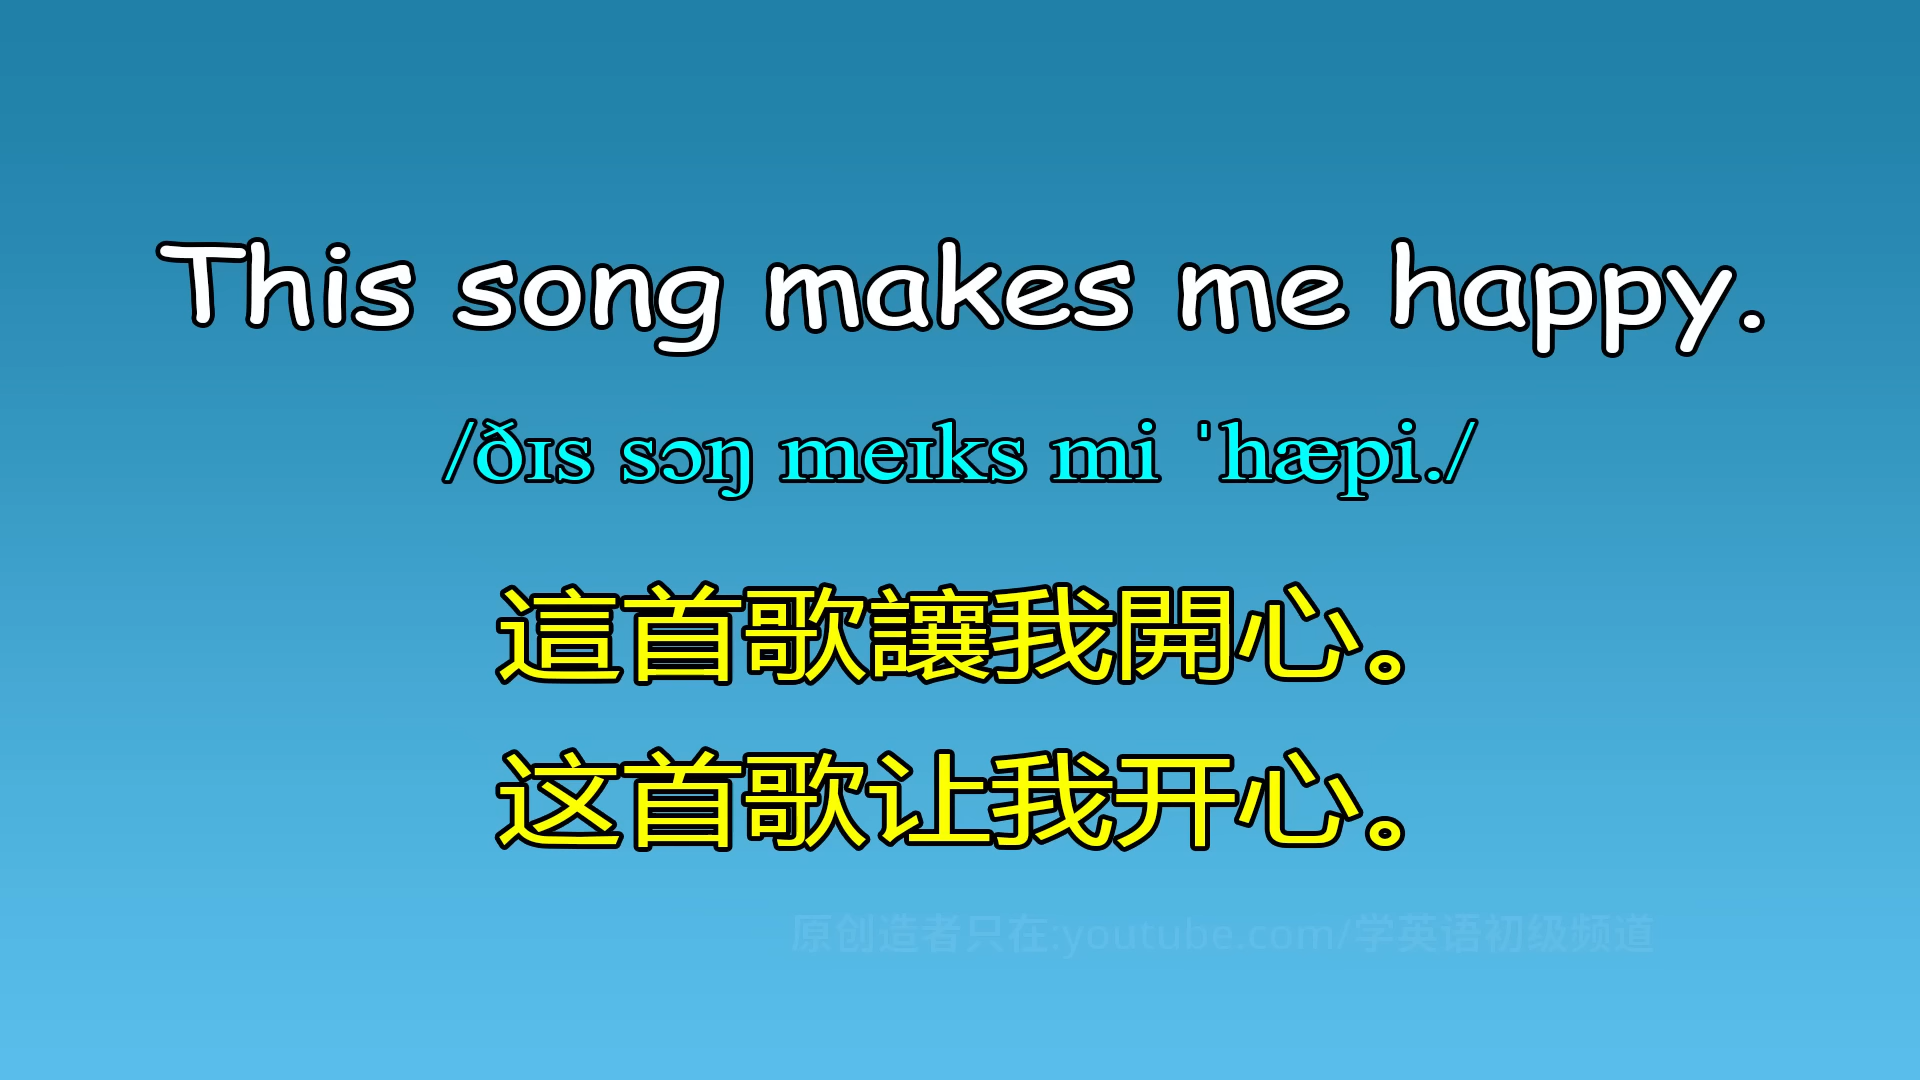 This song makes me happy.
/ðɪs sɔŋ meɪks mi ˈhæpi./
這首歌讓我開心。
这首歌让我开心。
原创造者只在:youtube.com/学英语初级频道